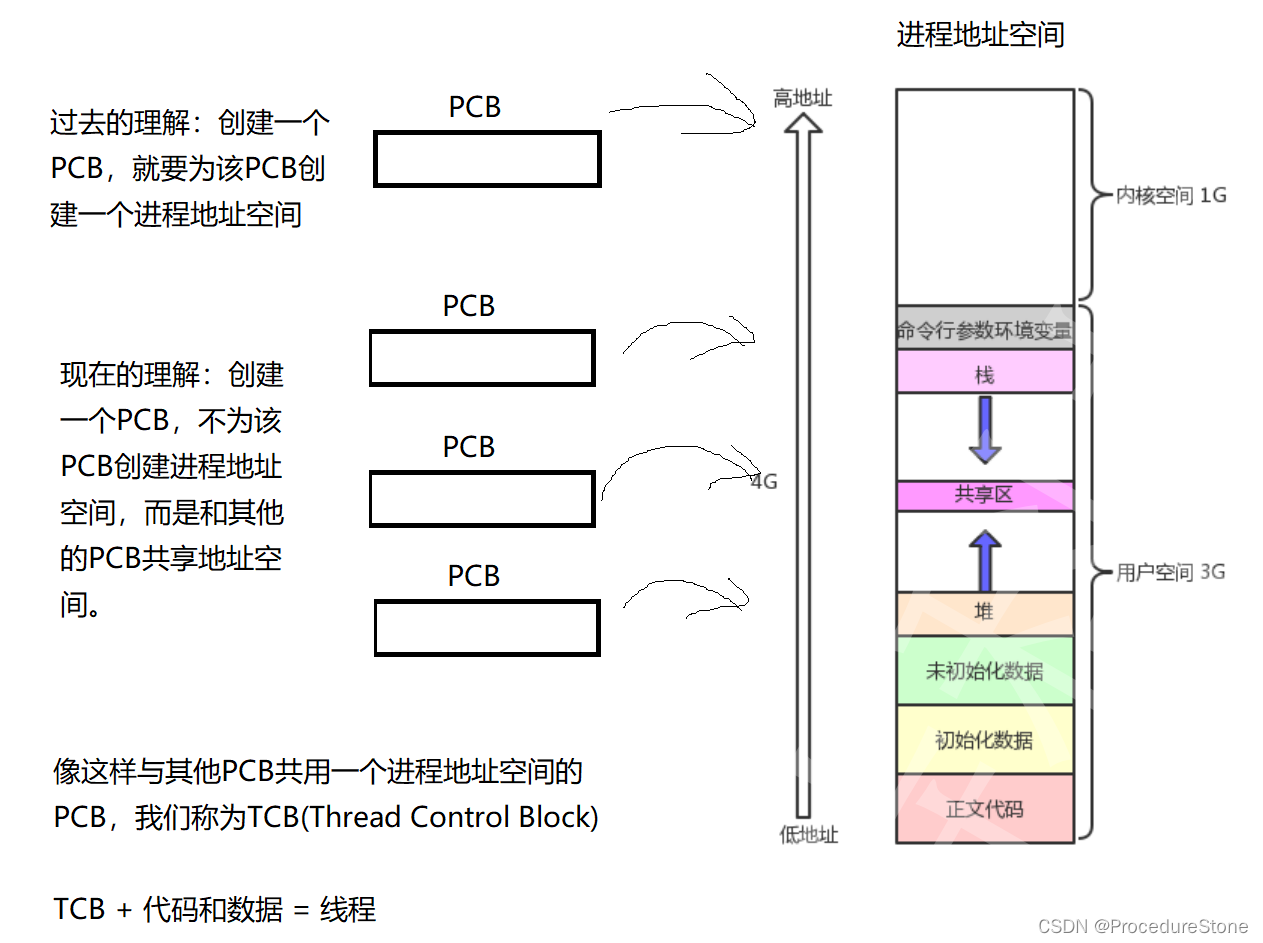 进程地址空间
过去的理解：创建一个
PCB，就要为该PCB创
建一个进程地址空间
PCB
高地址
内核空间 1G
PCB
命令行参数环境变量
栈
现在的理解：创建
一个PCB，不为该
PCB创建进程地址
空间，而是和其他
的PCB共享地址空
间。
PCB
4G
共享区
PCB
用户空间 3G
堆
未初始化数据
初始化数据
正文代码
低地址
像这样与其他PCB共用一个进程地址空间的
PCB，我们称为TCB(Thread Control Block)
TCB + 代码和数据 = 线程
CSDN @ProcedureStone